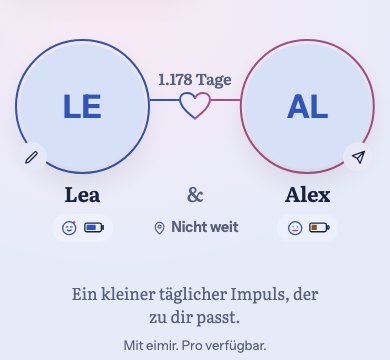 1.178 Tage
LE
AL
Lea & Alex
Nicht weit
Ein kleiner täglicher Impuls, der
zu dir passt.
Mit eimir. Pro verfügbar.